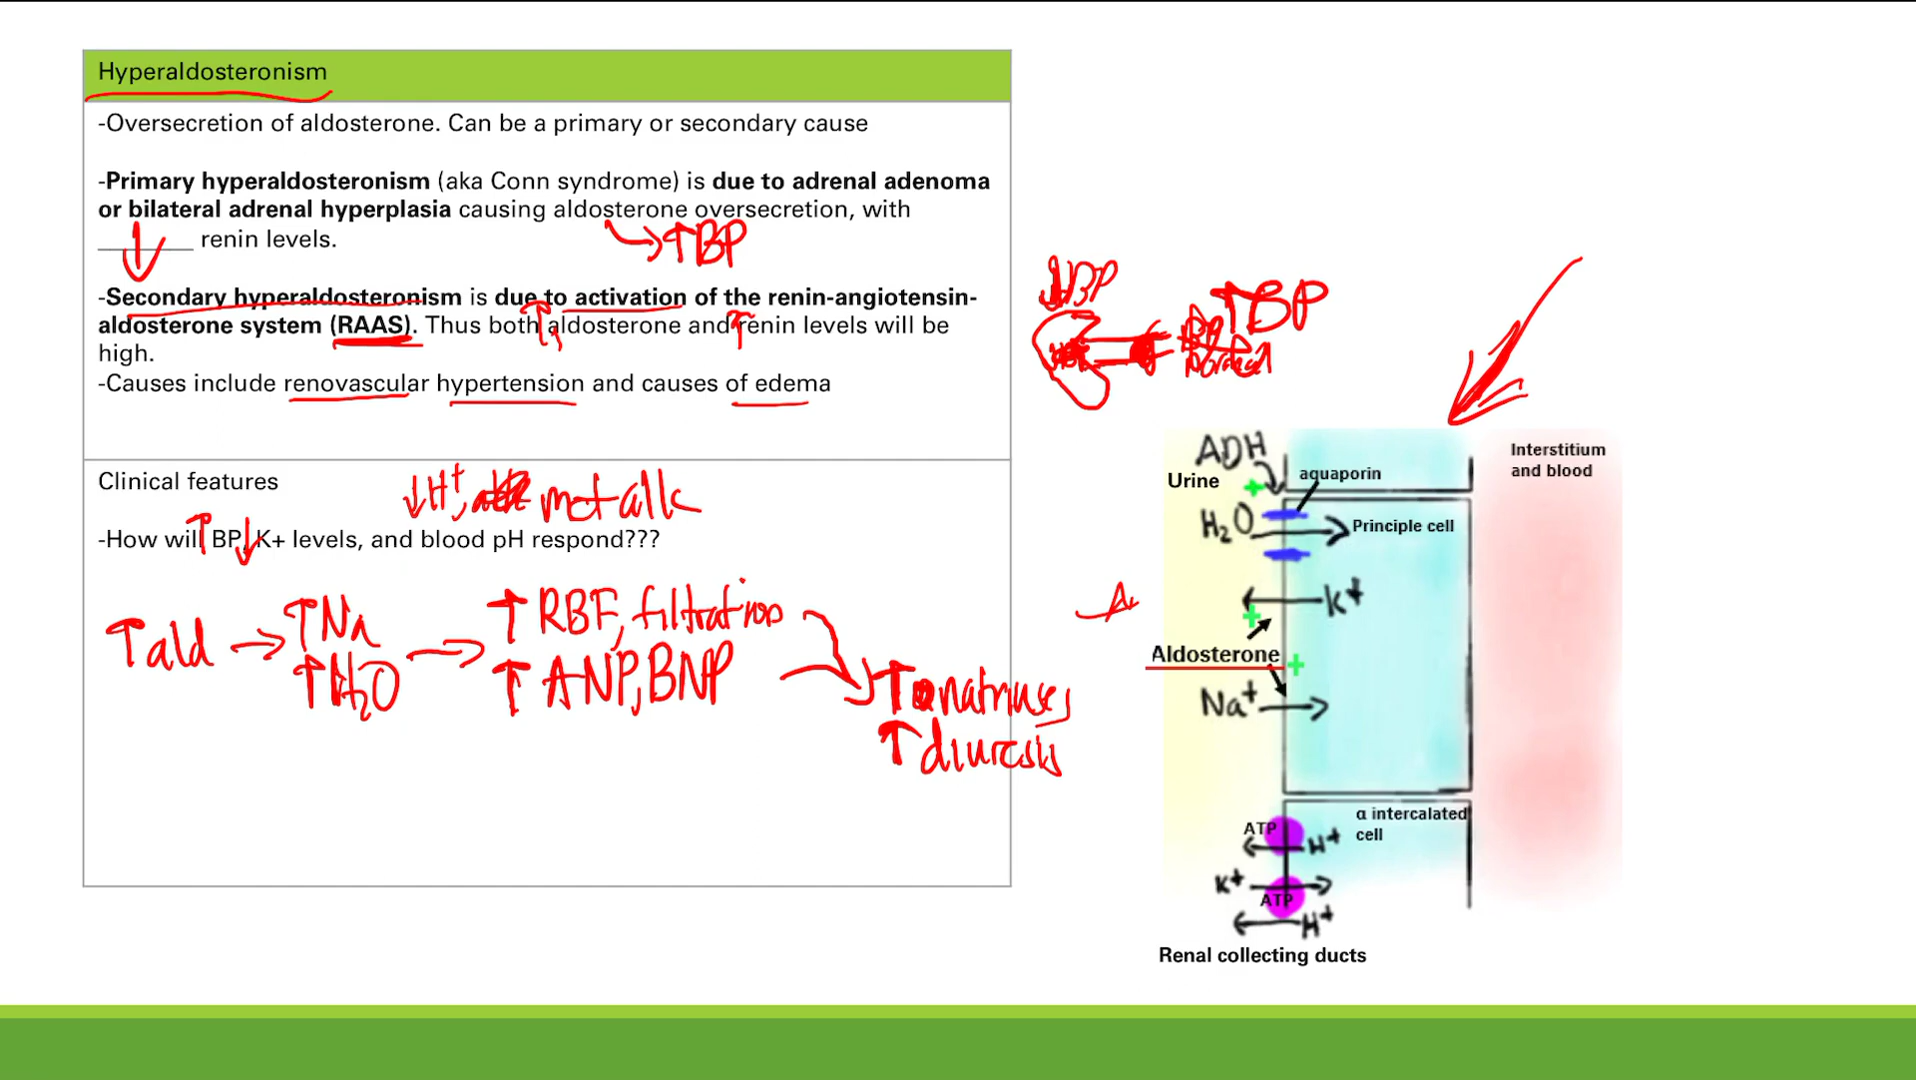 Hyperaldosteronism
-Oversecretion of aldosterone. Can be a primary or secondary cause
-Primary hyperaldosteronism (aka Conn syndrome) is due to adrenal adenoma
or bilateral adrenal hyperplasia causing aldosterone oversecretion, with
________ renin levels.
↓
↑BP
-Secondary hyperaldosteronism is due to activation of the renin-angiotensin-
aldosterone system (RAAS). Thus both aldosterone and renin levels will be
high.
-Causes include renovascular hypertension and causes of edema
BP
↑BP
Clinical features
↓H+, met alk
-How will BP, K+ levels, and blood pH respond???
↑ald → ↑Na → ↑RBF, filtration
↑H2O ↑ANP, BNP
↑natriuresis
↑diuresis
ADH
Urine
aquaporin
Interstitium
and blood
H2O
Principle cell
K+
Aldosterone
Na+
α intercalated
cell
ATP
H+
K+
ATP
H+
Renal collecting ducts